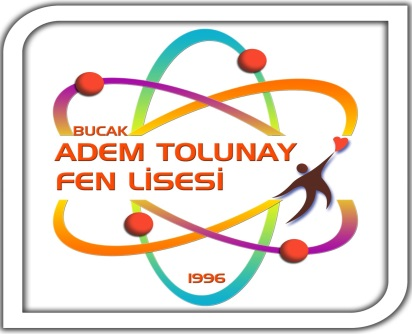 BUCAK
ADEM TOLUNAY
FEN LİSESİ
1996